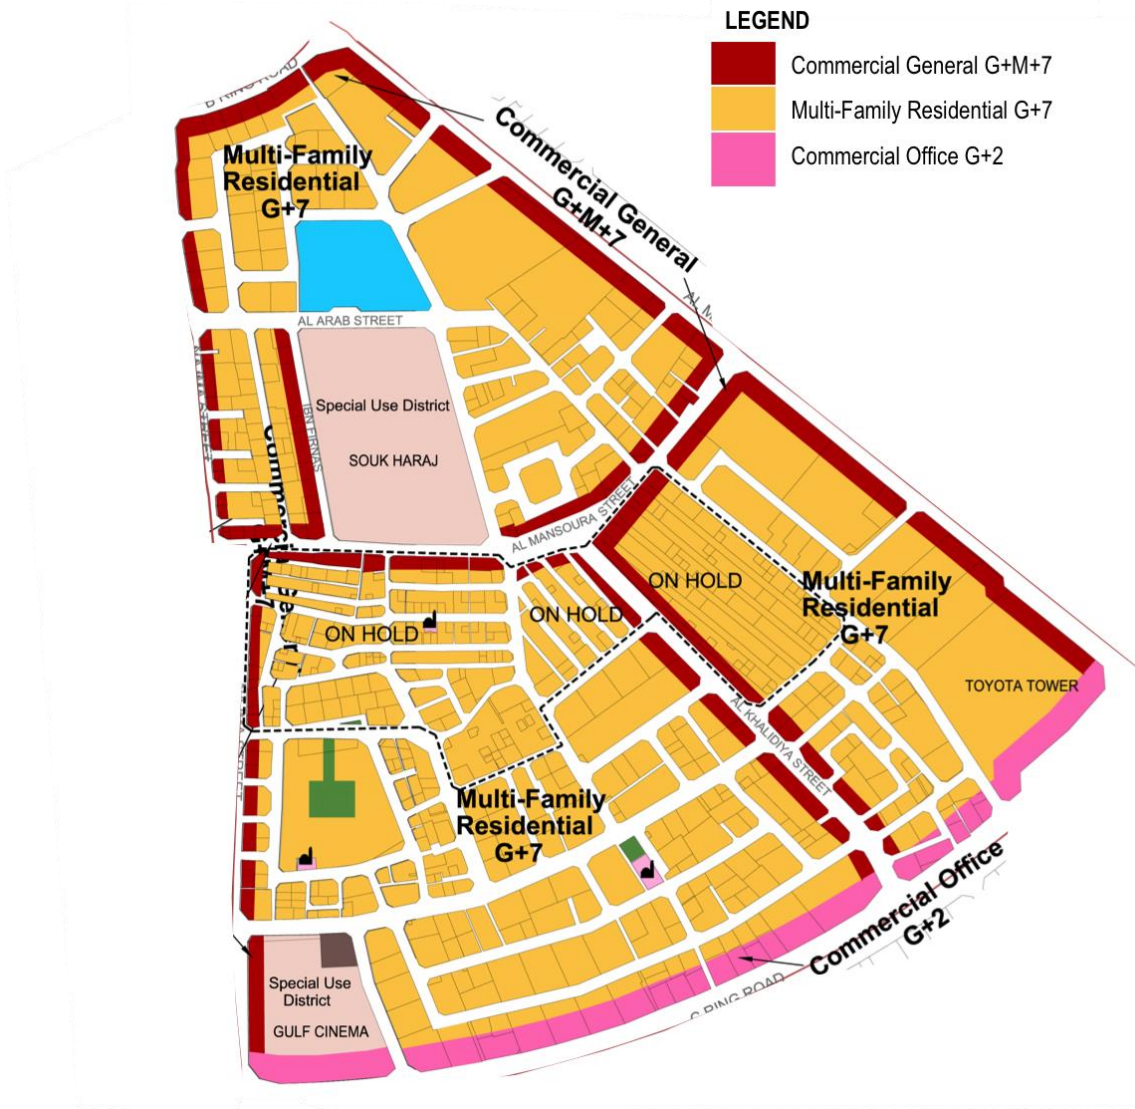 LEGEND
Commercial General G+M+7
Multi-Family Residential G+7
Commercial Office G+2
B RING ROAD
Commercial General
G+M+7
Multi-Family
Residential
G+7
AL ARAB STREET
Special Use District
SOUK HARAJ
IBN FIRNAS
AL MANSOURA STREET
ON HOLD
ON HOLD
ON HOLD
Multi-Family
Residential
G+7
TOYOTA TOWER
AL KHALIDIYA STREET
STREET
Multi-Family
Residential
G+7
Commercial Office
G+2
Special Use
District
GULF CINEMA
C RING ROAD